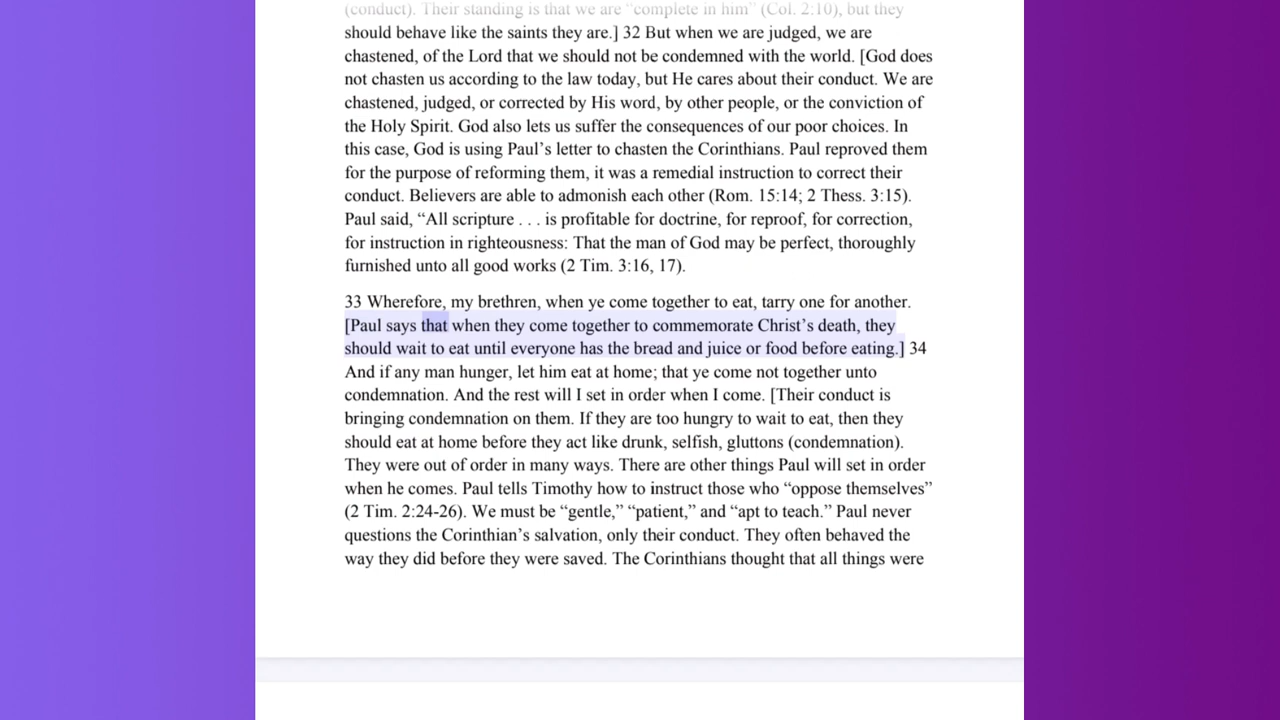 (conduct). Their standing is that we are “complete in him” (Col. 2:10), but they
should behave like the saints they are.] 32 But when we are judged, we are
chastened, of the Lord that we should not be condemned with the world. [God does
not chasten us according to the law today, but He cares about their conduct. We are
chastened, judged, or corrected by His word, by other people, or the conviction of
the Holy Spirit. God also lets us suffer the consequences of our poor choices. In
this case, God is using Paul’s letter to chasten the Corinthians. Paul reproved them
for the purpose of reforming them, it was a remedial instruction to correct their
conduct. Believers are able to admonish each other (Rom. 15:14; 2 Thess. 3:15).
Paul said, “All scripture . . . is profitable for doctrine, for reproof, for correction,
for instruction in righteousness: That the man of God may be perfect, thoroughly
furnished unto all good works (2 Tim. 3:16, 17).
33 Wherefore, my brethren, when ye come together to eat, tarry one for another.
[Paul says that when they come together to commemorate Christ’s death, they
should wait to eat until everyone has the bread and juice or food before eating.] 34
And if any man hunger, let him eat at home; that ye come not together unto
condemnation. And the rest will I set in order when I come. [Their conduct is
bringing condemnation on them. If they are too hungry to wait to eat, then they
should eat at home before they act like drunk, selfish, gluttons (condemnation).
They were out of order in many ways. There are other things Paul will set in order
when he comes. Paul tells Timothy how to instruct those who “oppose themselves”
(2 Tim. 2:24-26). We must be “gentle,” “patient,” and “apt to teach.” Paul never
questions the Corinthian’s salvation, only their conduct. They often behaved the
way they did before they were saved. The Corinthians thought that all things were